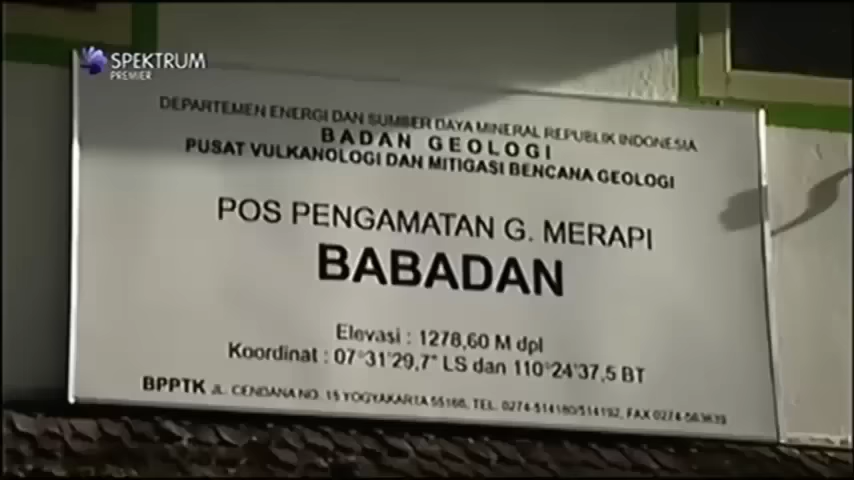 SPEKTRUM
PREMIER
DEPARTEMEN ENERGI DAN SUMBER DAYA MINERAL REPUBLIK INDONESIA
BADAN GEOLOGI
PUSAT VULKANOLOGI DAN MITIGASI BENCANA GEOLOGI
POS PENGAMATAN G. MERAPI
BABADAN
Elevasi : 1278,60 M dpl
Koordinat : 07°31'29,7" LS dan 110°24'37,5 BT
BPPTK JL. CENDANA NO. 15 YOGYAKARTA 55166, TEL. 0274-514180/514192, FAX 0274-563639